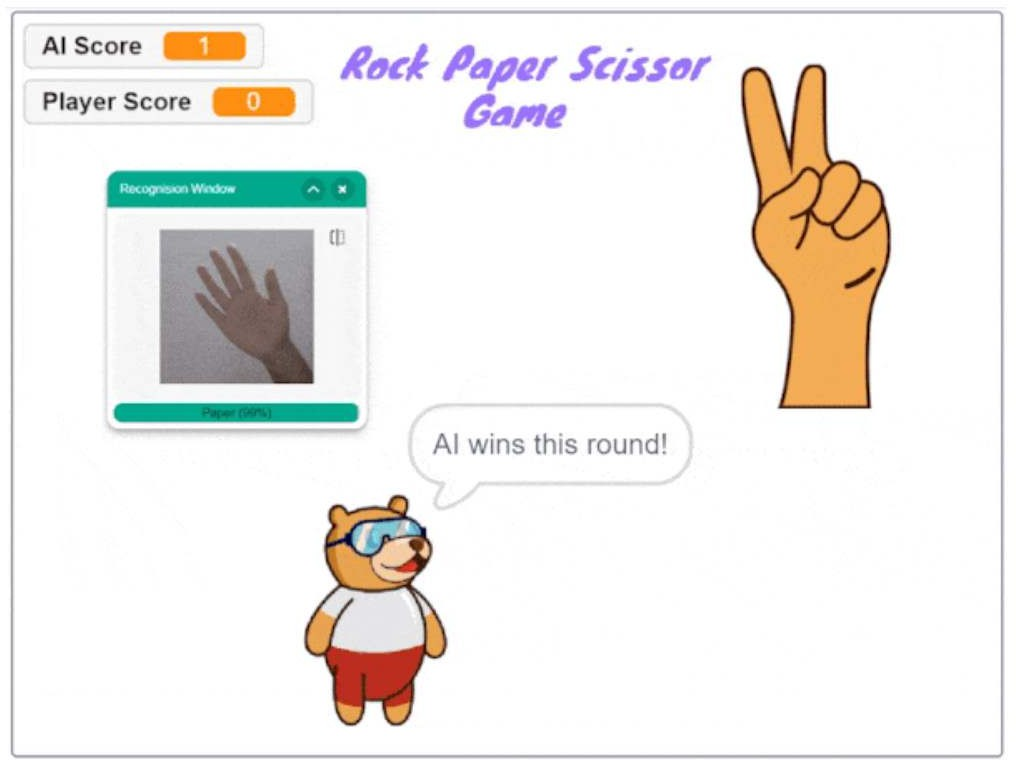 AI Score 1
Player Score 0
Rock Paper Scissor
Game
Recognision Window
Paper (99%)
AI wins this round!